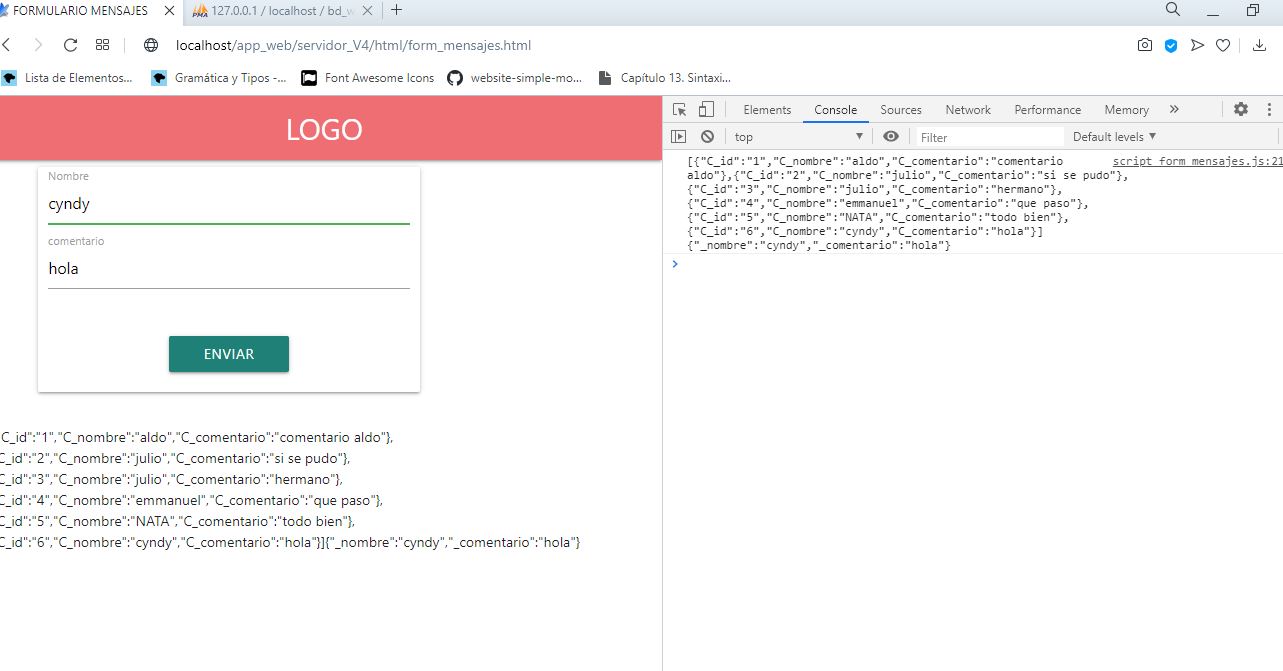 FORMULARIO MENSAJES
127.0.0.1 / localhost / bd_w
localhost/app_web/servidor_V4/html/form_mensajes.html
Lista de Elementos...
Gramática y Tipos -...
Font Awesome Icons
website-simple-mo...
Capítulo 13. Sintaxi...
LOGO
Nombre
cyndy
comentario
hola
ENVIAR
C_id":"1","C_nombre":"aldo","C_comentario":"comentario aldo"},
C_id":"2","C_nombre":"julio","C_comentario":"si se pudo"},
C_id":"3","C_nombre":"julio","C_comentario":"hermano"},
C_id":"4","C_nombre":"emmanuel","C_comentario":"que paso"},
C_id":"5","C_nombre":"NATA","C_comentario":"todo bien"},
C_id":"6","C_nombre":"cyndy","C_comentario":"hola"}]{"_nombre":"cyndy","_comentario":"hola"}
Elements Console Sources Network Performance Memory »
top Filter Default levels
[{"C_id":"1","C_nombre":"aldo","C_comentario":"comentario script form mensajes.js:21
aldo"},{"C_id":"2","C_nombre":"julio","C_comentario":"si se pudo"},
{"C_id":"3","C_nombre":"julio","C_comentario":"hermano"},
{"C_id":"4","C_nombre":"emmanuel","C_comentario":"que paso"},
{"C_id":"5","C_nombre":"NATA","C_comentario":"todo bien"},
{"C_id":"6","C_nombre":"cyndy","C_comentario":"hola"}]
{"_nombre":"cyndy","_comentario":"hola"}